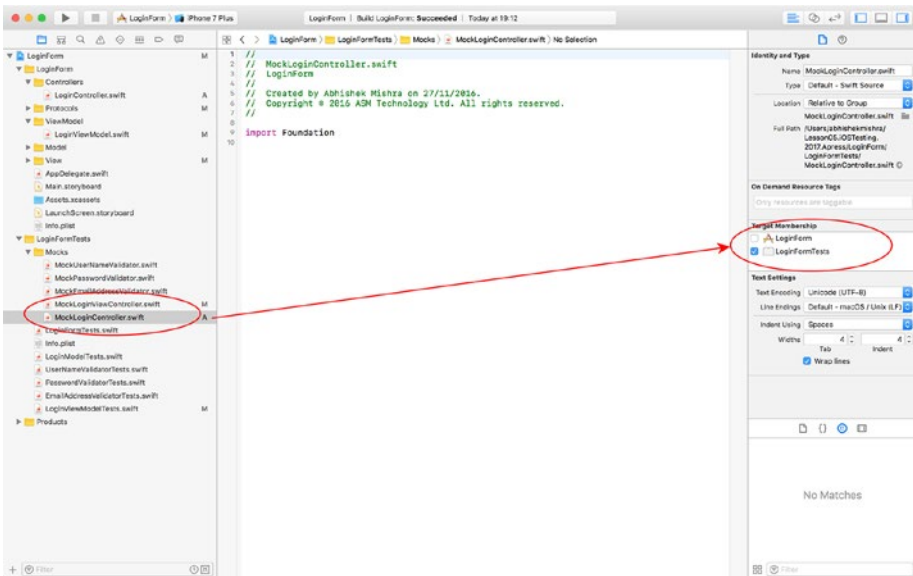 LoginForm ⟩ iPhone 7 Plus
LoginForm | Build LoginForm: Succeeded | Today at 19:12
LoginForm M
LoginForm
Controllers
LoginController.swift A
Protocols M
ViewModel
LoginViewModel.swift M
Model
View M
AppDelegate.swift
Main.storyboard
Assets.xcassets
LaunchScreen.storyboard
Info.plist
LoginFormTests
Mocks
MockUserNameValidator.swift
MockPasswordValidator.swift
MockEmailAddressValidator.swift
MockLoginViewController.swift M
MockLoginController.swift A
LoginFormTests.swift
Info.plist
LoginModelTests.swift
UserNameValidatorTests.swift
PasswordValidatorTests.swift
EmailAddressValidatorTests.swift
LoginViewModelTests.swift M
Products
Filter
LoginForm ⟩ LoginFormTests ⟩ Mocks ⟩ MockLoginController.swift ⟩ No Selection
1 //
2 // MockLoginController.swift
3 // LoginForm
4 //
5 // Created by Abhishek Mishra on 27/11/2016.
6 // Copyright © 2016 ASM Technology Ltd. All rights reserved.
7 //
8
9 import Foundation
10
Identity and Type
Name MockLoginController.swift
Type Default - Swift Source
Location Relative to Group
MockLoginController.swift
Full Path /Users/abhishekmishra/
Lesson05.iOSTesting.
2017.Apress/LoginForm/
LoginFormTests/
MockLoginController.swift
On Demand Resource Tags
Only resources are taggable
Target Membership
LoginForm
LoginFormTests
Text Settings
Text Encoding Unicode (UTF-8)
Line Endings Default - macOS / Unix (LF)
Indent Using Spaces
Widths 4 4
Tab Indent
Wrap lines
No Matches
Filter